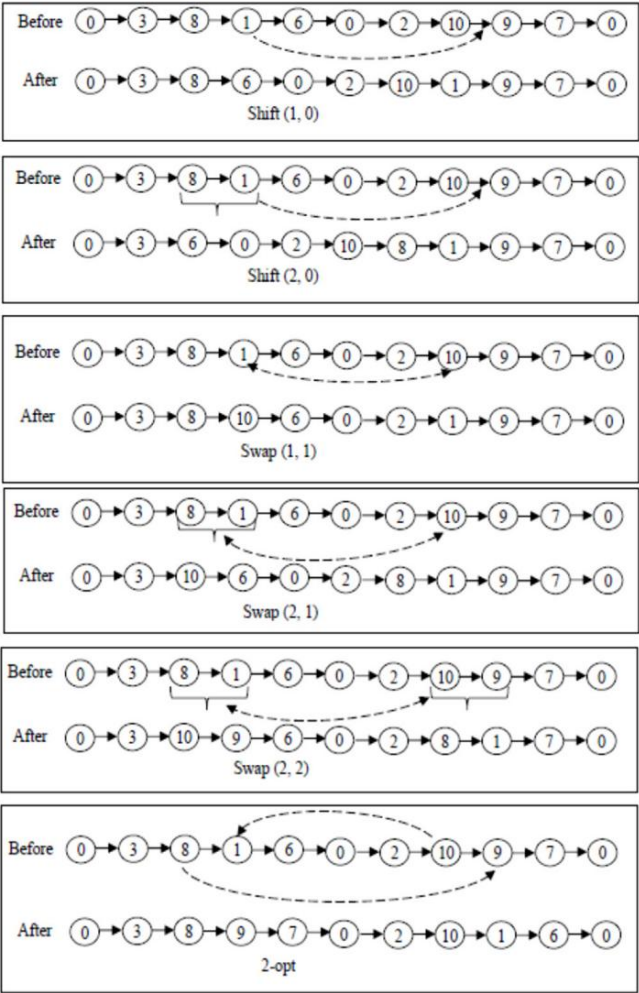 Before 0 3 8 1 6 0 2 10 9 7 0
After 0 3 8 6 0 2 10 1 9 7 0
Shift (1, 0)
Before 0 3 8 1 6 0 2 10 9 7 0
After 0 3 6 0 2 10 8 1 9 7 0
Shift (2, 0)
Before 0 3 8 1 6 0 2 10 9 7 0
After 0 3 8 10 6 0 2 1 9 7 0
Swap (1, 1)
Before 0 3 8 1 6 0 2 10 9 7 0
After 0 3 10 6 0 2 8 1 9 7 0
Swap (2, 1)
Before 0 3 8 1 6 0 2 10 9 7 0
After 0 3 10 9 6 0 2 8 1 7 0
Swap (2, 2)
Before 0 3 8 1 6 0 2 10 9 7 0
After 0 3 8 9 7 0 2 10 1 6 0
2-opt